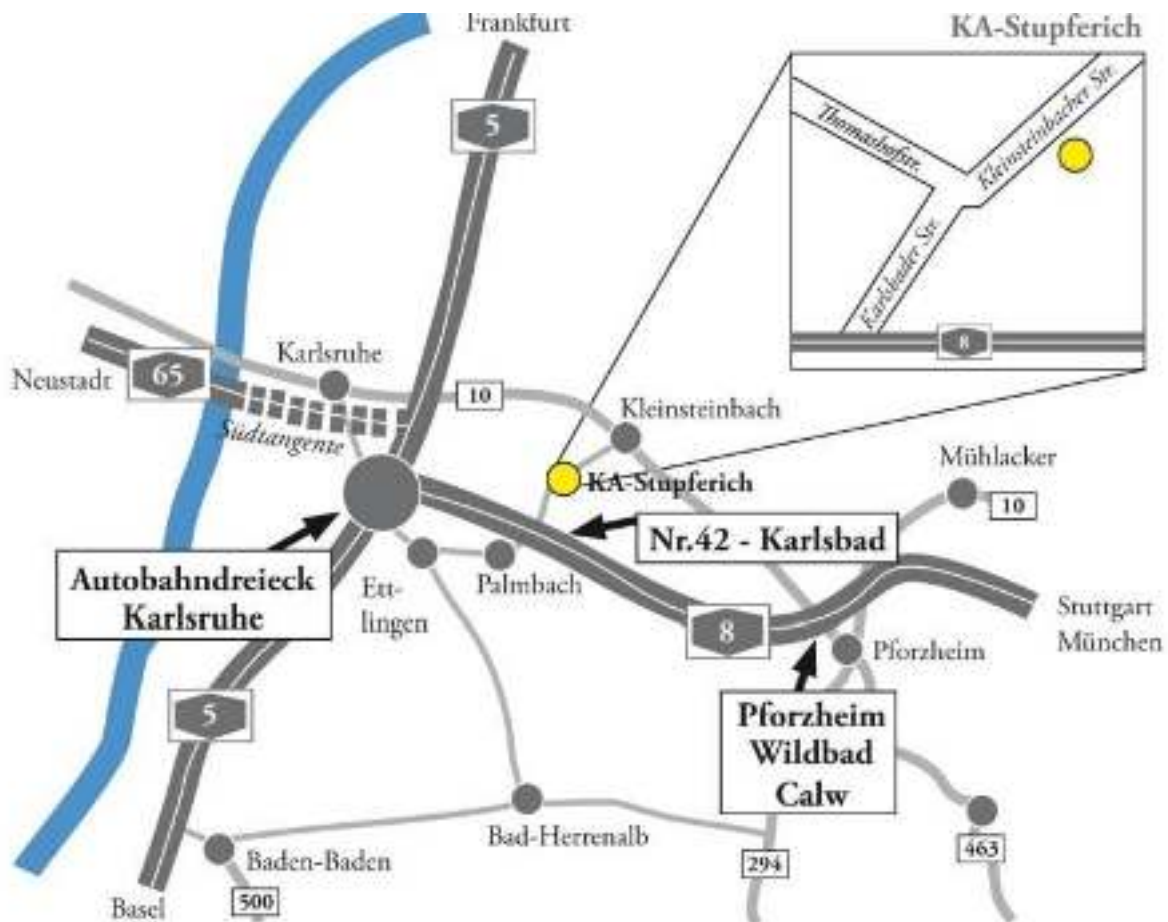 Frankfurt
KA-Stupferich
5
Thomashofstr.
Kleinsteinbacher Str.
Karlsbader Str.
8
Karlsruhe
Neustadt
65
10
Südtangente
Kleinsteinbach
KA-Stupferich
Mühlacker
10
Nr.42 - Karlsbad
Autobahndreieck
Karlsruhe
Ett-
lingen
Palmbach
8
Stuttgart
München
Pforzheim
5
Pforzheim
Wildbad
Calw
Bad-Herrenalb
Baden-Baden
294
463
500
Basel